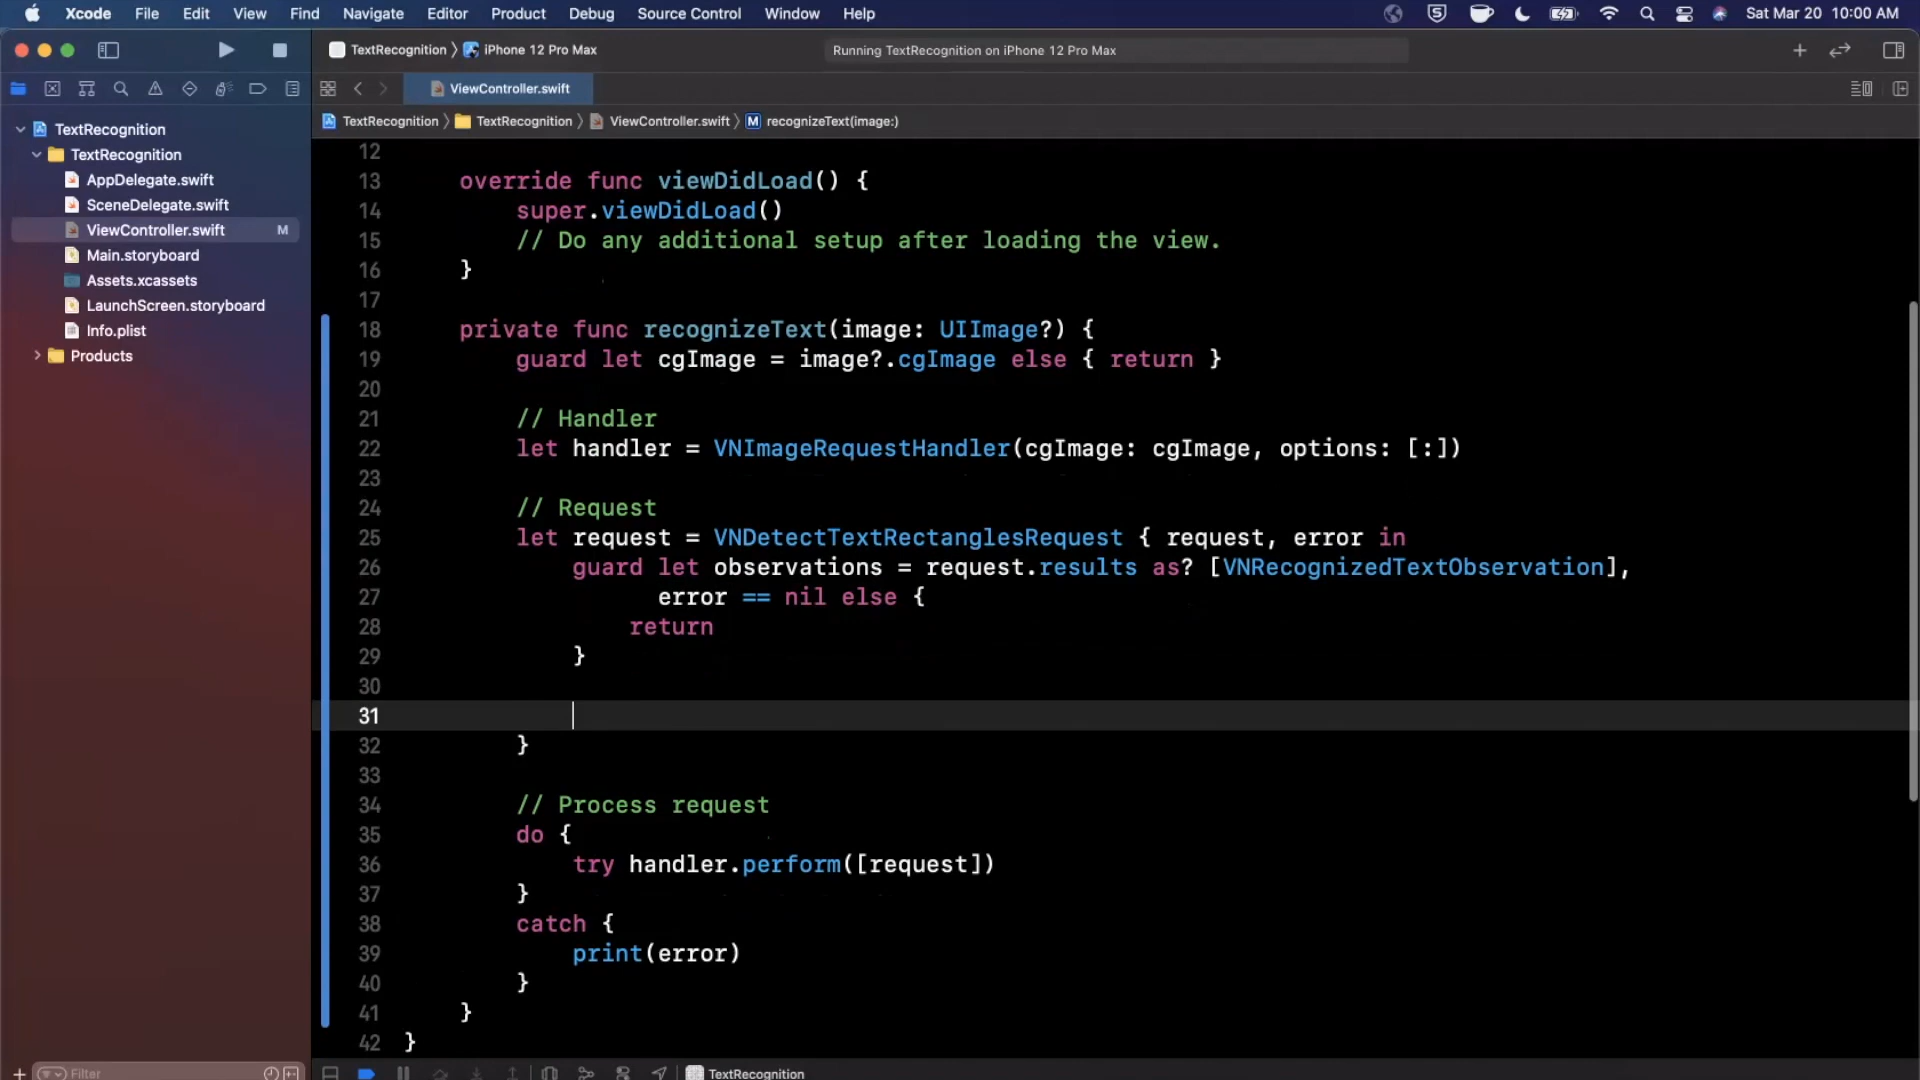 Xcode File Edit View Find Navigate Editor Product Debug Source Control Window Help Sat Mar 20 10:00 AM
TextRecognition iPhone 12 Pro Max Running TextRecognition on iPhone 12 Pro Max
ViewController.swift
TextRecognition TextRecognition ViewController.swift M recognizeText(image:)
TextRecognition
TextRecognition
AppDelegate.swift
SceneDelegate.swift
ViewController.swift M
Main.storyboard
Assets.xcassets
LaunchScreen.storyboard
Info.plist
Products
Filter
12
13 override func viewDidLoad() {
14 super.viewDidLoad()
15 // Do any additional setup after loading the view.
16 }
17
18 private func recognizeText(image: UIImage?) {
19 guard let cgImage = image?.cgImage else { return }
20
21 // Handler
22 let handler = VNImageRequestHandler(cgImage: cgImage, options: [:])
23
24 // Request
25 let request = VNDetectTextRectanglesRequest { request, error in
26 guard let observations = request.results as? [VNRecognizedTextObservation],
27 error == nil else {
28 return
29 }
30
31
32 }
33
34 // Process request
35 do {
36 try handler.perform([request])
37 }
38 catch {
39 print(error)
40 }
41 }
42 }
TextRecognition